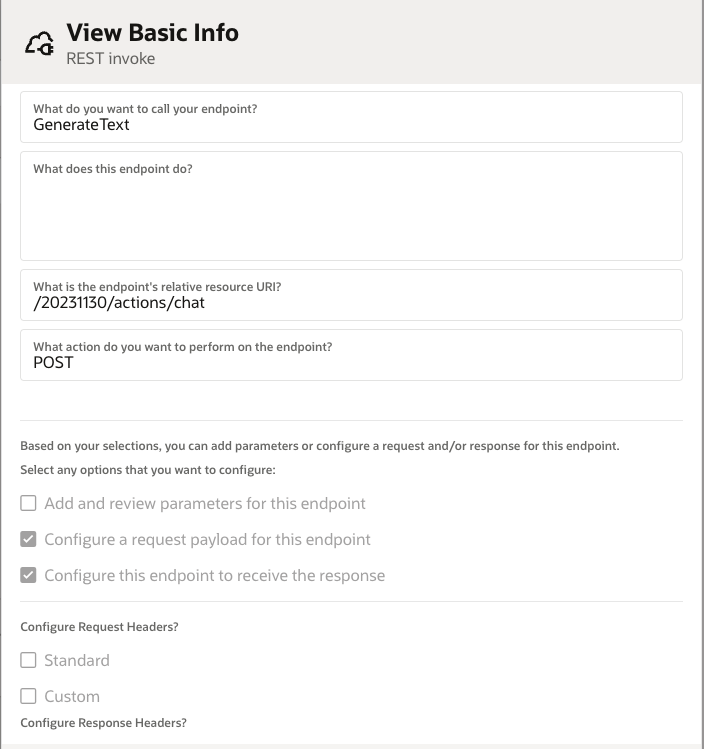 View Basic Info
REST invoke
What do you want to call your endpoint?
GenerateText
What does this endpoint do?
What is the endpoint's relative resource URI?
/20231130/actions/chat
What action do you want to perform on the endpoint?
POST
Based on your selections, you can add parameters or configure a request and/or response for this endpoint.
Select any options that you want to configure:
Add and review parameters for this endpoint
Configure a request payload for this endpoint
Configure this endpoint to receive the response
Configure Request Headers?
Standard
Custom
Configure Response Headers?